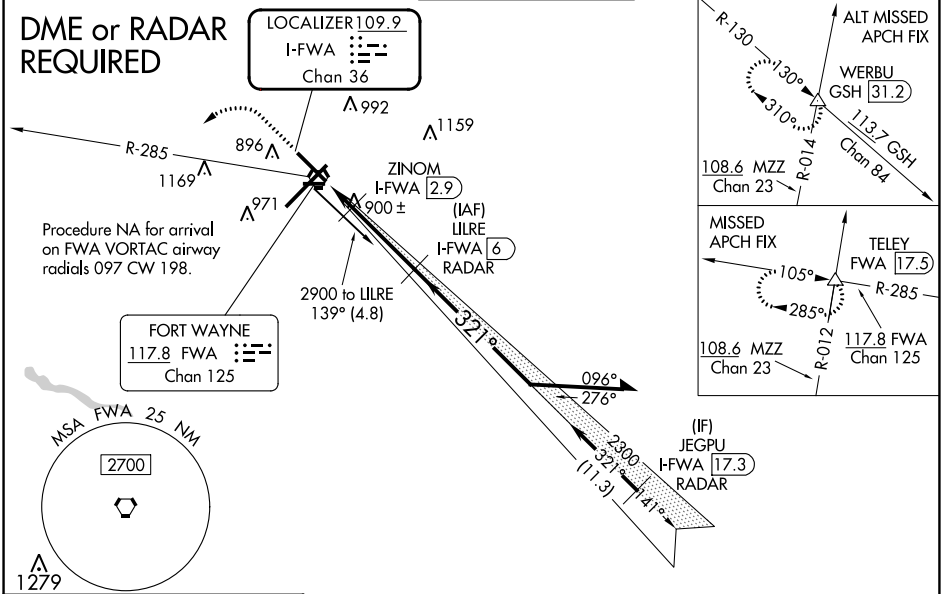 DME or RADAR
REQUIRED
LOCALIZER 109.9
I-FWA
Chan 36
992
1159
896
R-285
1169
971
ZINOM
I-FWA 2.9
900 ±
(IAF)
LILRE
I-FWA 6
RADAR
Procedure NA for arrival
on FWA VORTAC airway
radials 097 CW 198.
2900 to LILRE
139° (4.8)
321°
FORT WAYNE
117.8 FWA
Chan 125
096°
276°
2300
321°
141°
(11.3)
(IF)
JEGPU
I-FWA 17.3
RADAR
MSA FWA 25 NM
2700
1279
ALT MISSED
APCH FIX
R-130
130°
310°
WERBU
GSH 31.2
113.7 GSH
Chan 84
R-014
108.6 MZZ
Chan 23
MISSED
APCH FIX
TELEY
FWA 17.5
105°
285°
R-285
R-012
117.8 FWA
Chan 125
108.6 MZZ
Chan 23